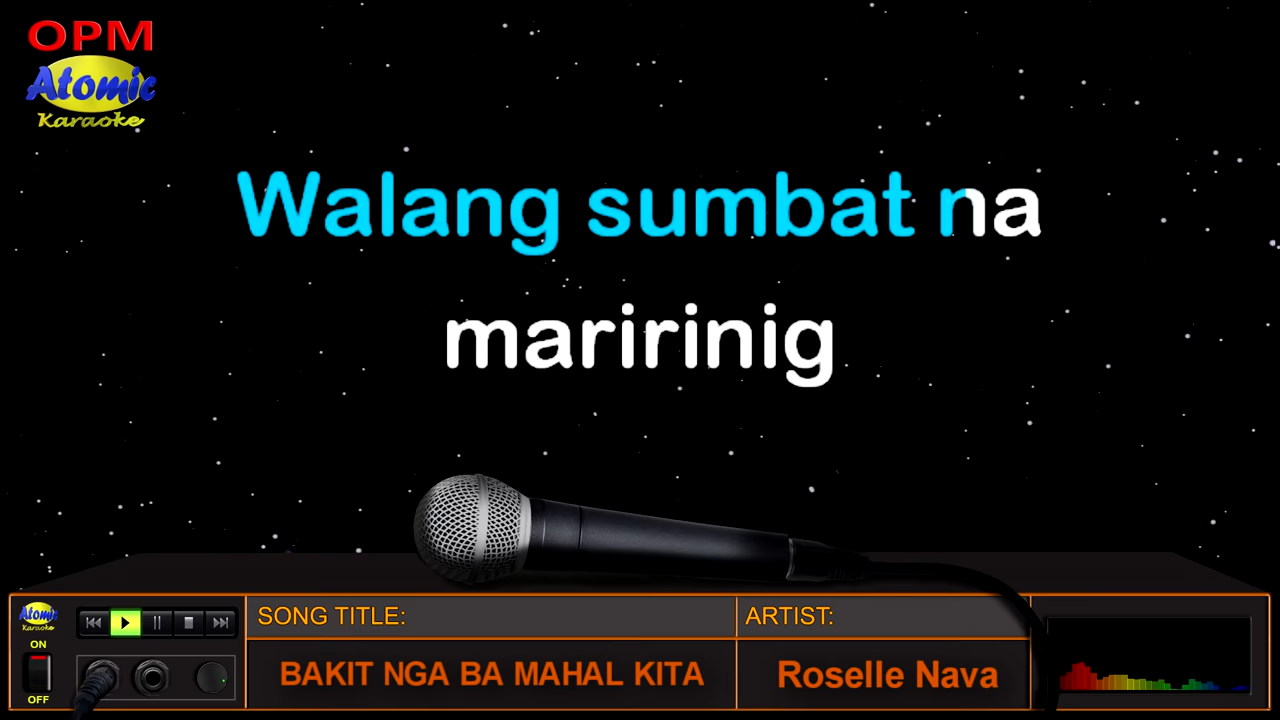 OPM
Atomic
Karaoke
Walang sumbat na
maririnig
Atomic
Karaoke
ON
OFF
SONG TITLE:
BAKIT NGA BA MAHAL KITA
ARTIST:
Roselle Nava